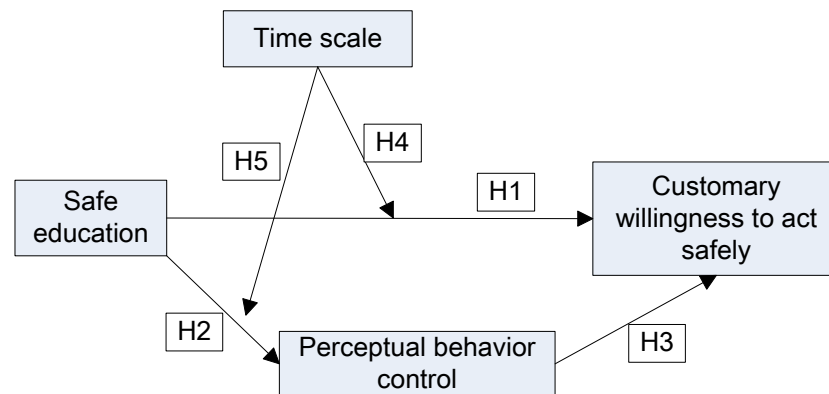 Time scale
H5
H4
H1
Safe
education
Customary
willingness to act
safely
H2
H3
Perceptual behavior
control